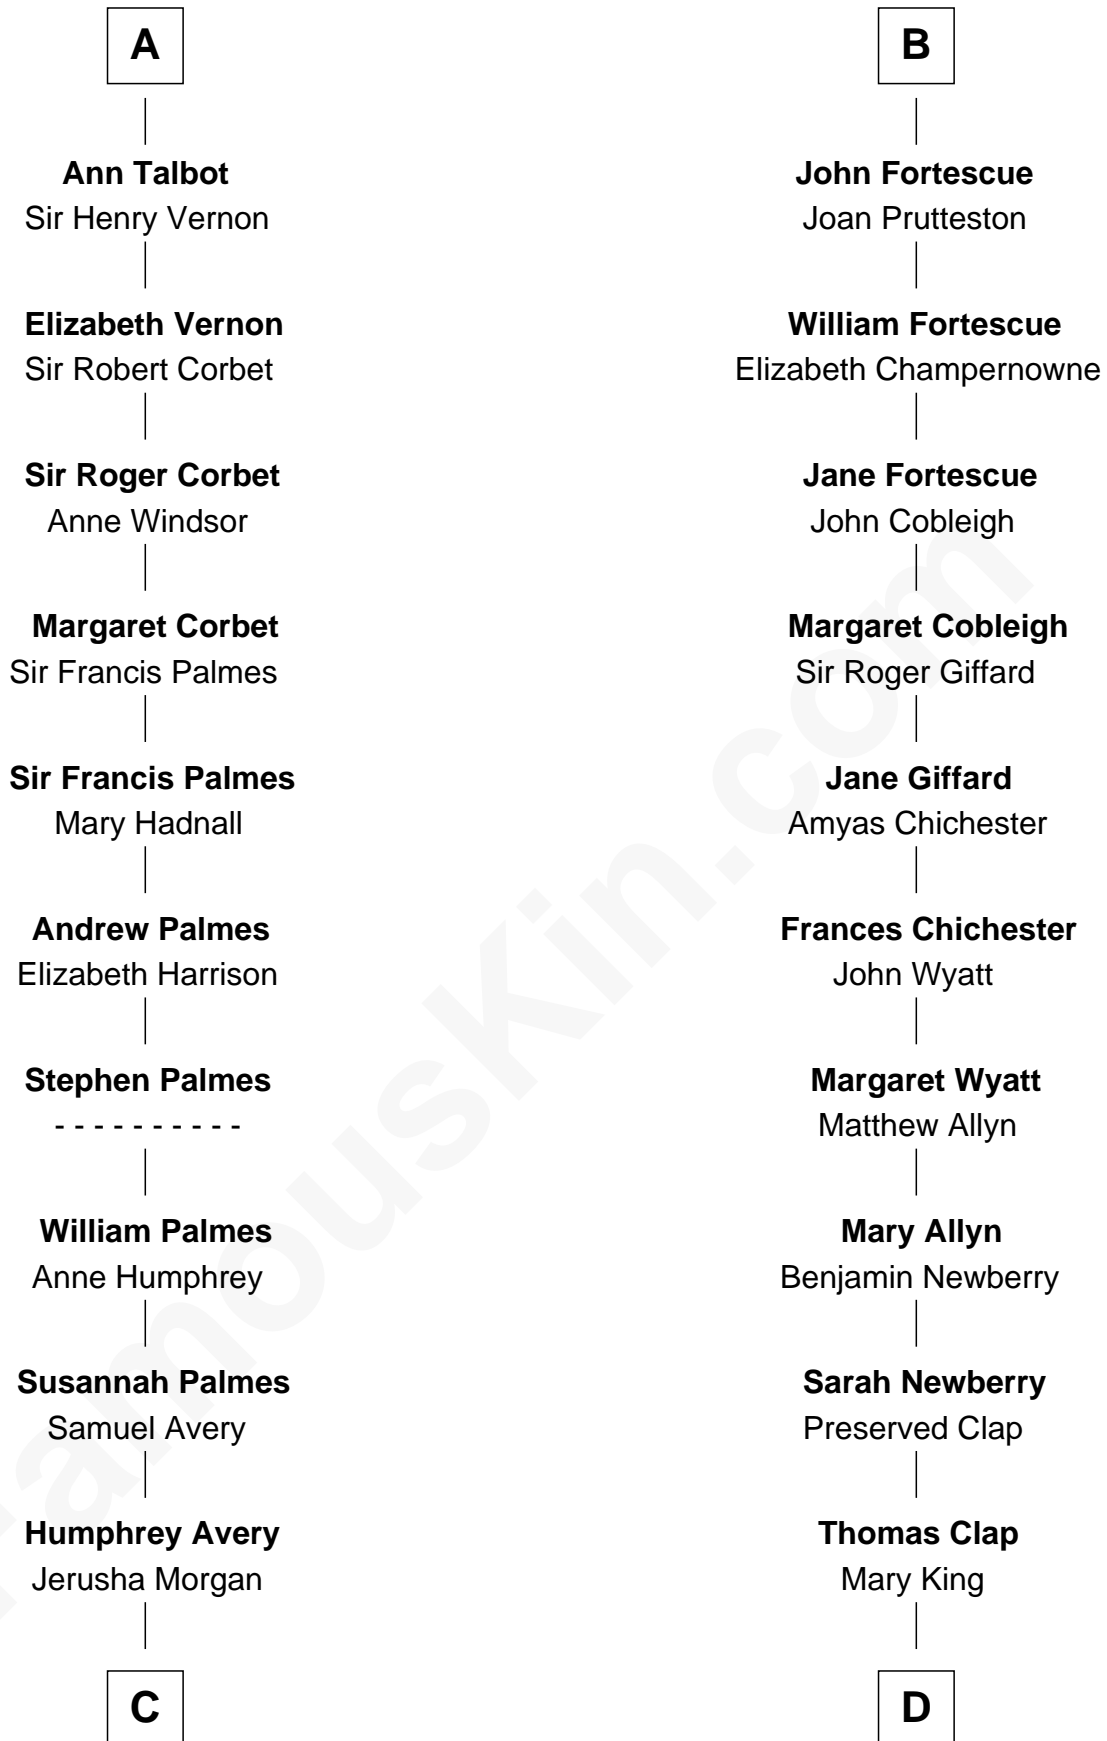 A
Ann Talbot
Sir Henry Vernon
Elizabeth Vernon
Sir Robert Corbet
Sir Roger Corbet
Anne Windsor
Margaret Corbet
Sir Francis Palmes
Sir Francis Palmes
Mary Hadnall
Andrew Palmes
Elizabeth Harrison
Stephen Palmes
- - - - - - - - - -
William Palmes
Anne Humphrey
Susannah Palmes
Samuel Avery
Humphrey Avery
Jerusha Morgan
C
B
John Fortescue
Joan Prutteston
William Fortescue
Elizabeth Champernowne
Jane Fortescue
John Cobleigh
Margaret Cobleigh
Sir Roger Giffard
Jane Giffard
Amyas Chichester
Frances Chichester
John Wyatt
Margaret Wyatt
Matthew Allyn
Mary Allyn
Benjamin Newberry
Sarah Newberry
Preserved Clap
Thomas Clap
Mary King
D
FamousKin.com